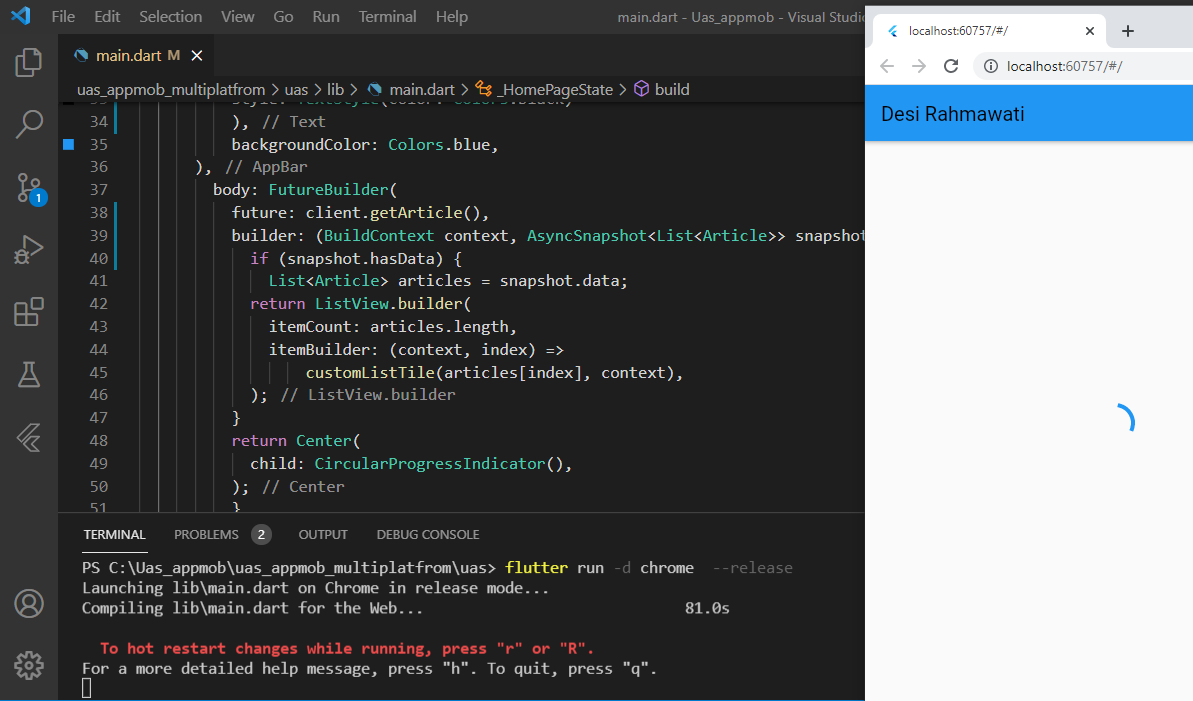 File Edit Selection View Go Run Terminal Help main.dart - Uas_appmob - Visual Studio
main.dart M
uas_appmob_multiplatfrom > uas > lib > main.dart > _HomePageState > build
33 style: TextStyle(color: Colors.black)
34 ), // Text
35 backgroundColor: Colors.blue,
36 ), // AppBar
37 body: FutureBuilder(
38 future: client.getArticle(),
39 builder: (BuildContext context, AsyncSnapshot<List<Article>> snapshot
40 if (snapshot.hasData) {
41 List<Article> articles = snapshot.data;
42 return ListView.builder(
43 itemCount: articles.length,
44 itemBuilder: (context, index) =>
45 customListTile(articles[index], context),
46 ); // ListView.builder
47 }
48 return Center(
49 child: CircularProgressIndicator(),
50 ); // Center
51 }
1
TERMINAL PROBLEMS 2 OUTPUT DEBUG CONSOLE
PS C:\Uas_appmob\uas_appmob_multiplatfrom\uas> flutter run -d chrome --release
Launching lib\main.dart on Chrome in release mode...
Compiling lib\main.dart for the Web... 81.0s
To hot restart changes while running, press "r" or "R".
For a more detailed help message, press "h". To quit, press "q".
localhost:60757/#/
localhost:60757/#/
Desi Rahmawati